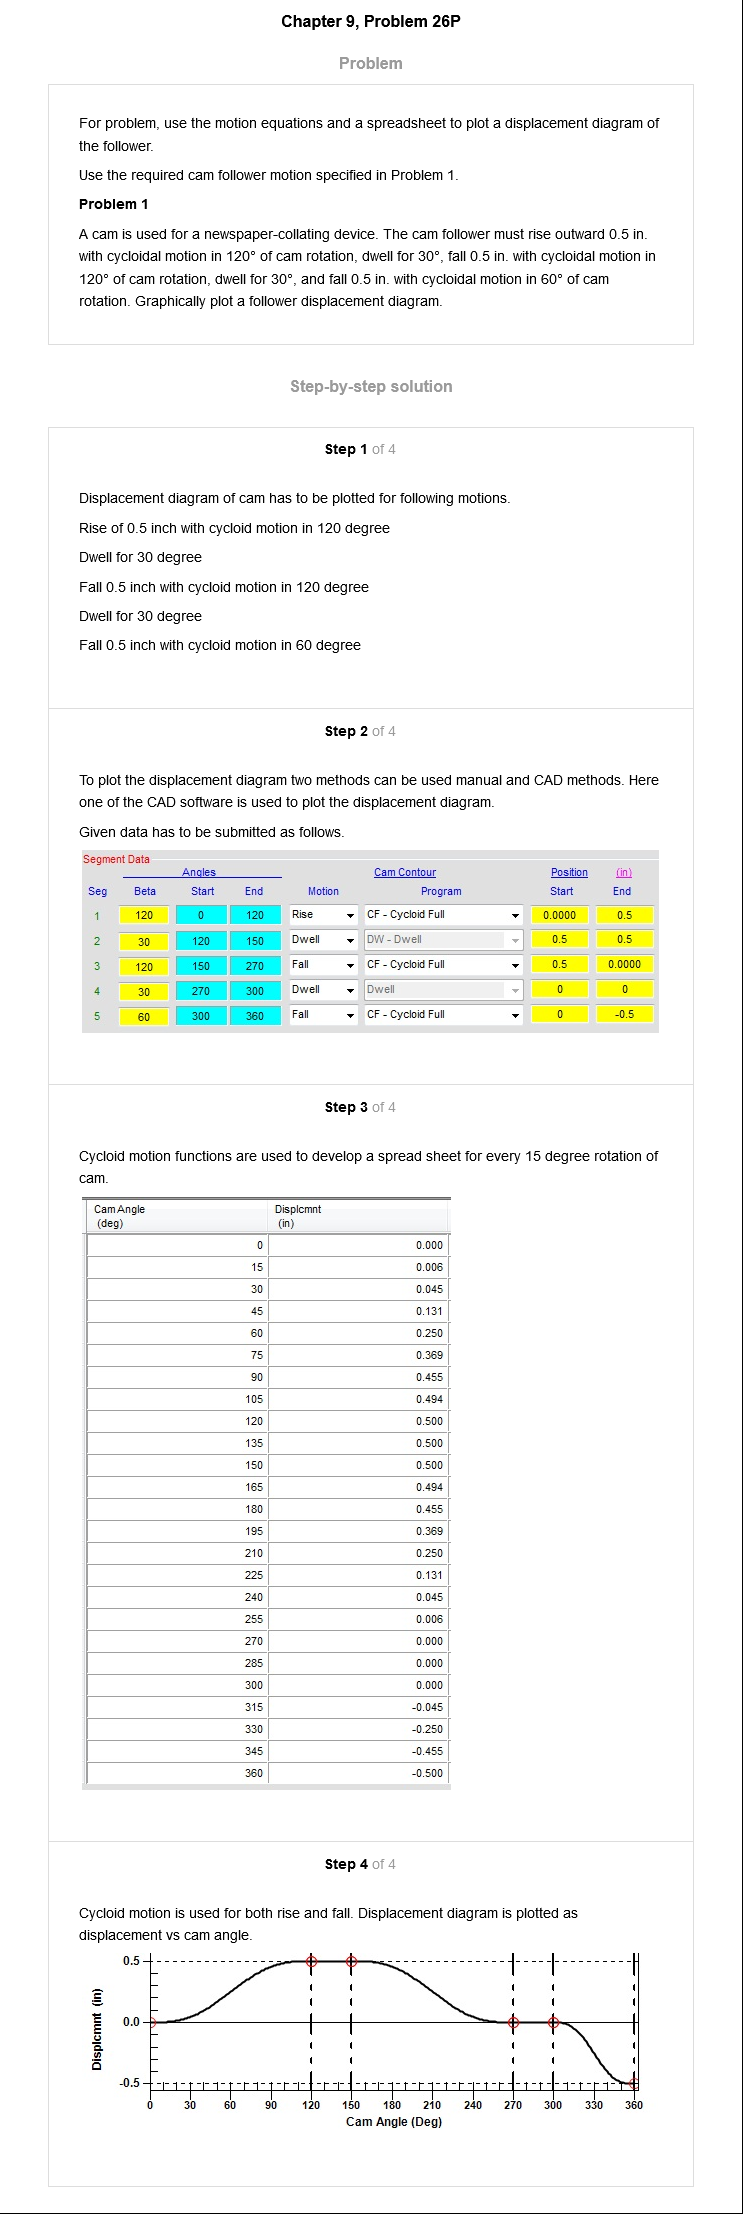 Chapter 9, Problem 26P
Problem
For problem, use the motion equations and a spreadsheet to plot a displacement diagram of
the follower.
Use the required cam follower motion specified in Problem 1.
Problem 1
A cam is used for a newspaper-collating device. The cam follower must rise outward 0.5 in.
with cycloidal motion in 120° of cam rotation, dwell for 30°, fall 0.5 in. with cycloidal motion in
120° of cam rotation, dwell for 30°, and fall 0.5 in. with cycloidal motion in 60° of cam
rotation. Graphically plot a follower displacement diagram.
Step-by-step solution
Step 1 of 4
Displacement diagram of cam has to be plotted for following motions.
Rise of 0.5 inch with cycloid motion in 120 degree
Dwell for 30 degree
Fall 0.5 inch with cycloid motion in 120 degree
Dwell for 30 degree
Fall 0.5 inch with cycloid motion in 60 degree
Step 2 of 4
To plot the displacement diagram two methods can be used manual and CAD methods. Here
one of the CAD software is used to plot the displacement diagram.
Given data has to be submitted as follows.
Segment Data
Angles Cam Contour Position (in)
Seg Beta Start End Motion Program Start End
1 120 0 120 Rise CF - Cycloid Full 0.0000 0.5
2 30 120 150 Dwell DW - Dwell 0.5 0.5
3 120 150 270 Fall CF - Cycloid Full 0.5 0.0000
4 30 270 300 Dwell Dwell 0 0
5 60 300 360 Fall CF - Cycloid Full 0 -0.5
Step 3 of 4
Cycloid motion functions are used to develop a spread sheet for every 15 degree rotation of
cam.
Cam Angle Displcmnt
(deg) (in)
0 0.000
15 0.006
30 0.045
45 0.131
60 0.250
75 0.369
90 0.455
105 0.494
120 0.500
135 0.500
150 0.500
165 0.494
180 0.455
195 0.369
210 0.250
225 0.131
240 0.045
255 0.006
270 0.000
285 0.000
300 0.000
315 -0.045
330 -0.250
345 -0.455
360 -0.500
Step 4 of 4
Cycloid motion is used for both rise and fall. Displacement diagram is plotted as
displacement vs cam angle.
0.5
0.0
-0.5
Displcmnt (in)
0 30 60 90 120 150 180 210 240 270 300 330 360
Cam Angle (Deg)